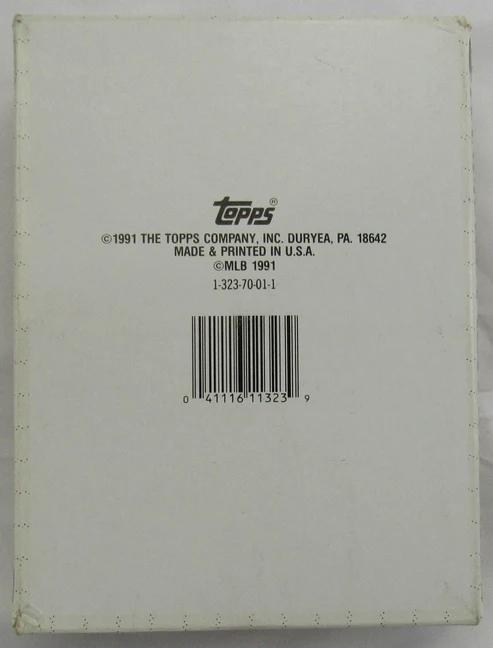 Topps®
©1991 THE TOPPS COMPANY, INC. DURYEA, PA. 18642
MADE & PRINTED IN U.S.A.
©MLB 1991
1-323-70-01-1
0 41116 11323 9